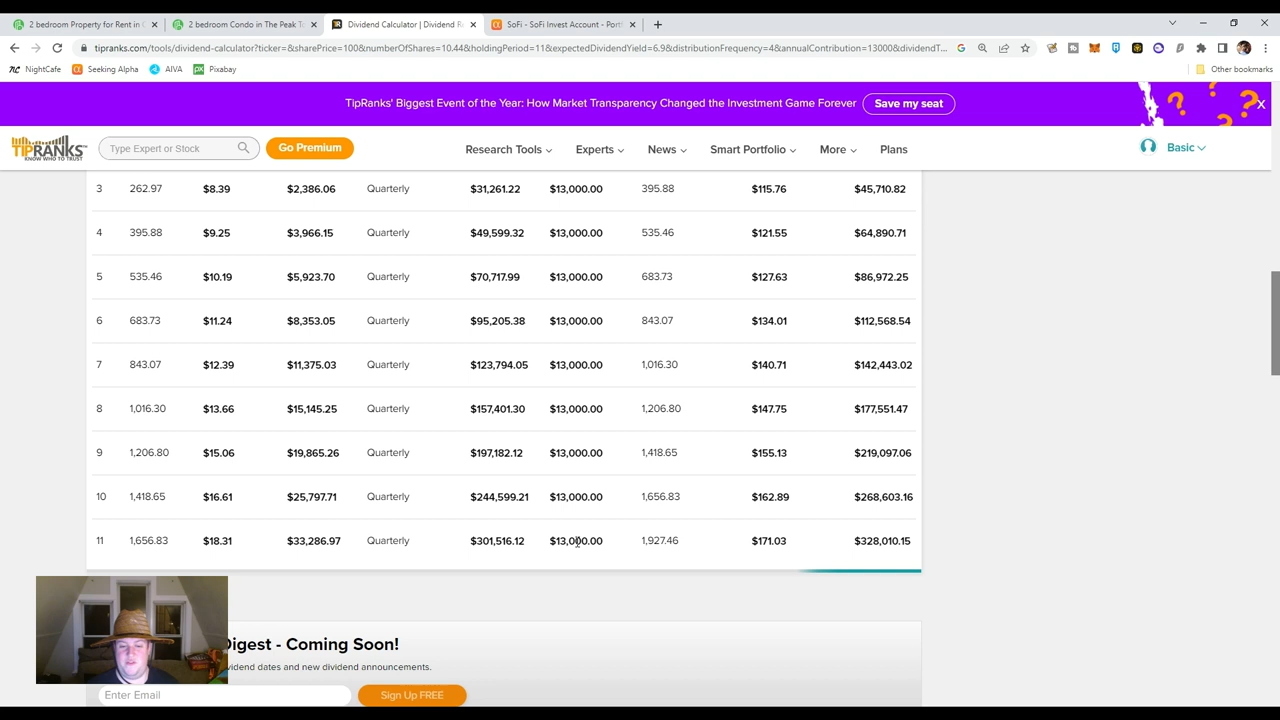 2 bedroom Property for Rent in C
2 bedroom Condo in The Peak To
Dividend Calculator | Dividend Re
SoFi - SoFi Invest Account - Portf
tipranks.com/tools/dividend-calculator?ticker=&sharePrice=100&numberOfShares=10.44&holdingPeriod=11&expectedDividendYield=6.9&distributionFrequency=4&annualContribution=13000&dividendT...
NightCafe Seeking Alpha AIVA Pixabay Other bookmarks
TipRanks' Biggest Event of the Year: How Market Transparency Changed the Investment Game Forever Save my seat X
TIPRANKS
KNOW WHO TO TRUST
Type Expert or Stock
Go Premium
Research Tools Experts News Smart Portfolio More Plans Basic
3 262.97 $8.39 $2,386.06 Quarterly $31,261.22 $13,000.00 395.88 $115.76 $45,710.82
4 395.88 $9.25 $3,966.15 Quarterly $49,599.32 $13,000.00 535.46 $121.55 $64,890.71
5 535.46 $10.19 $5,923.70 Quarterly $70,717.99 $13,000.00 683.73 $127.63 $86,972.25
6 683.73 $11.24 $8,353.05 Quarterly $95,205.38 $13,000.00 843.07 $134.01 $112,568.54
7 843.07 $12.39 $11,375.03 Quarterly $123,794.05 $13,000.00 1,016.30 $140.71 $142,443.02
8 1,016.30 $13.66 $15,145.25 Quarterly $157,401.30 $13,000.00 1,206.80 $147.75 $177,551.47
9 1,206.80 $15.06 $19,865.26 Quarterly $197,182.12 $13,000.00 1,418.65 $155.13 $219,097.06
10 1,418.65 $16.61 $25,797.71 Quarterly $244,599.21 $13,000.00 1,656.83 $162.89 $268,603.16
11 1,656.83 $18.31 $33,286.97 Quarterly $301,516.12 $13,000.00 1,927.46 $171.03 $328,010.15
Digest - Coming Soon!
vidend dates and new dividend announcements.
Enter Email
Sign Up FREE